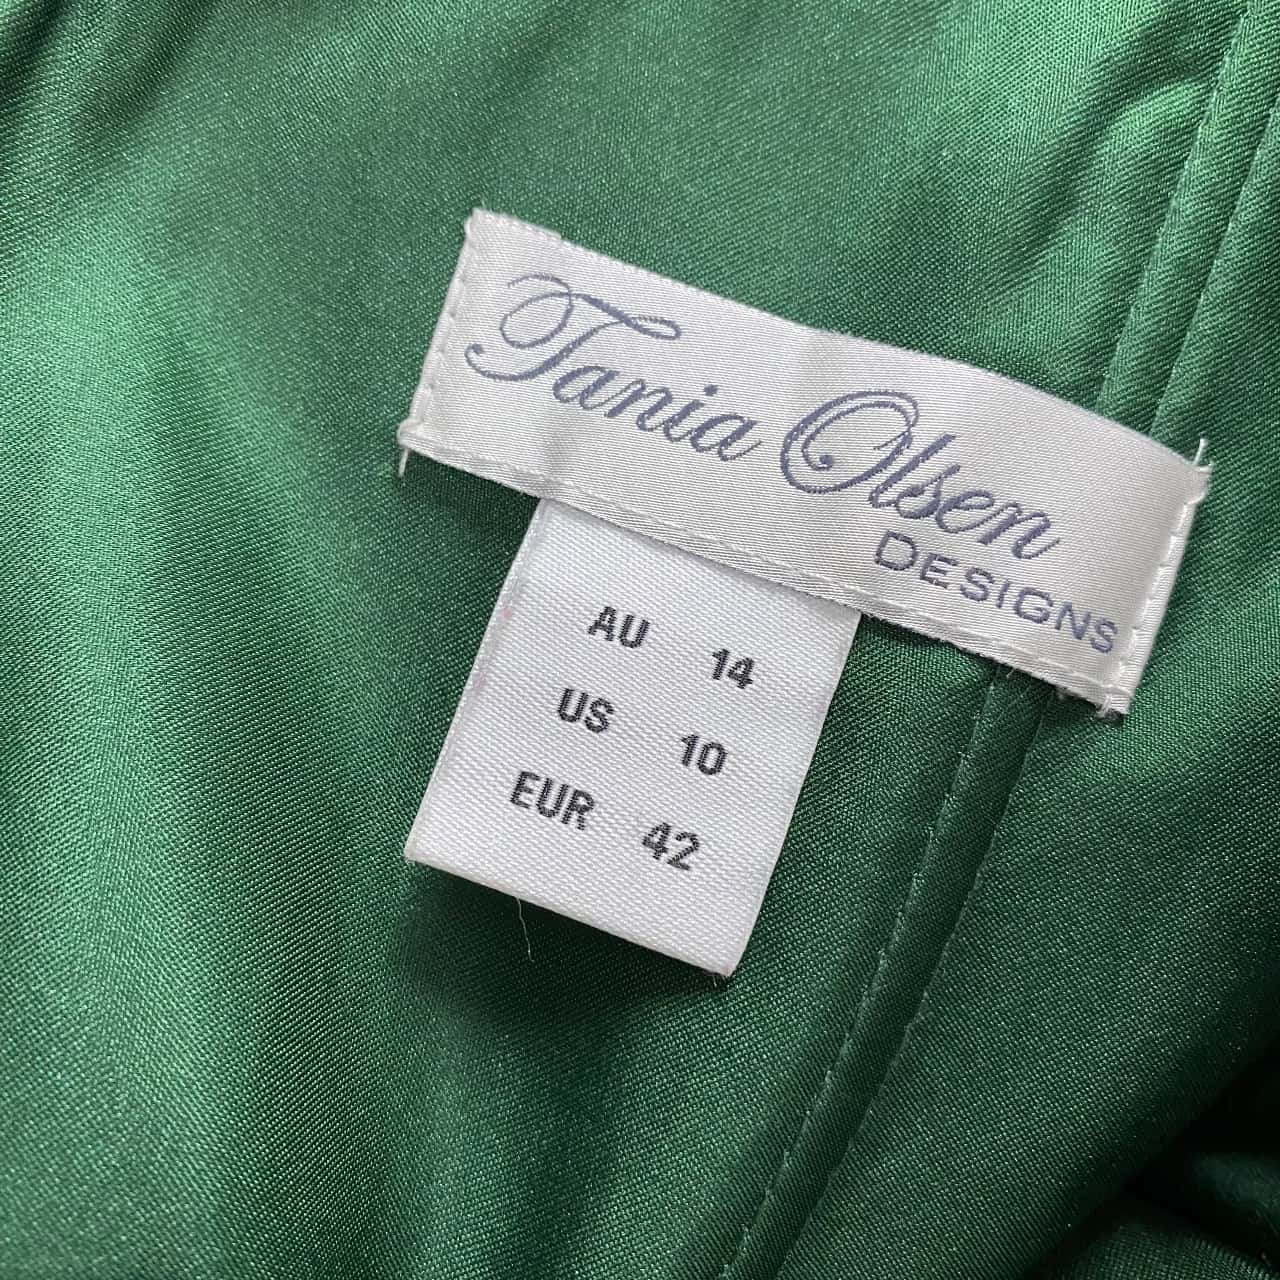 Tania Olsen
DESIGNS
AU 14
US 10
EUR 42